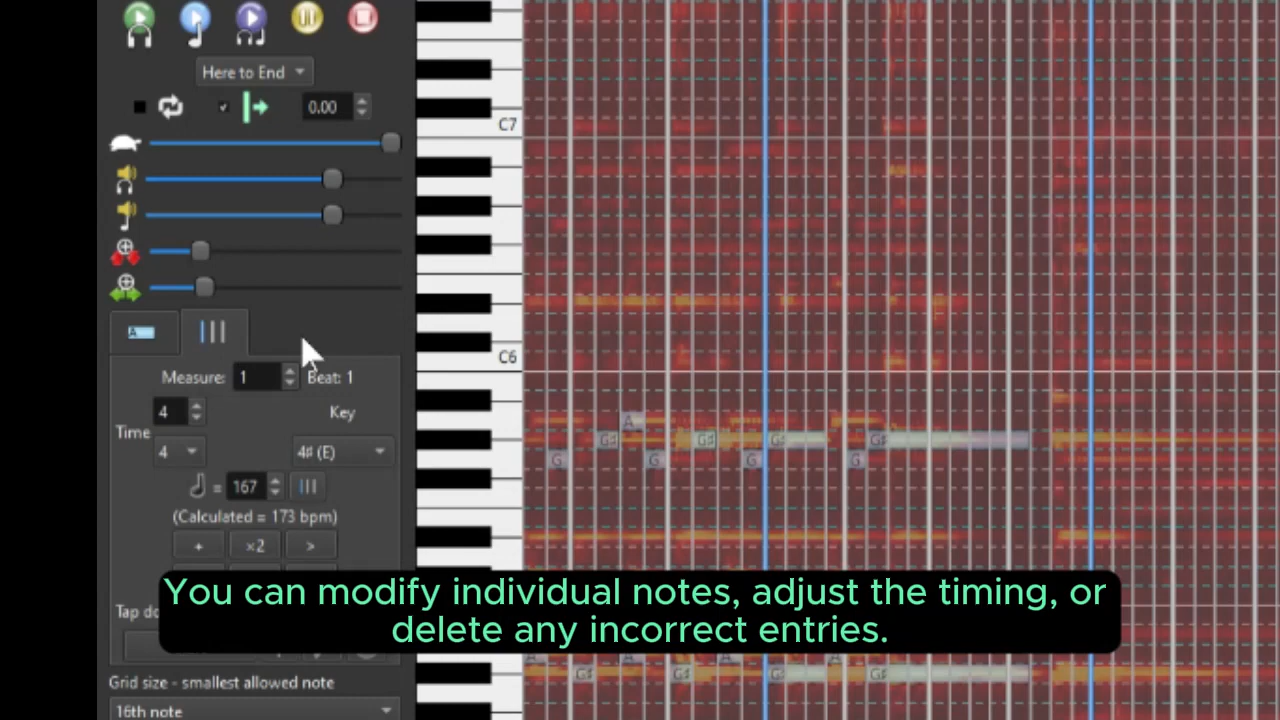 Here to End
0.00
C7
C6
Measure: 1 Beat: 1
4 Key
Time
4 4# (E)
= 167
(Calculated = 173 bpm)
+ ×2 >
A
G# G# G# G#
G G G G
You can modify individual notes, adjust the timing, or
delete any incorrect entries.
Tap do
G# G# G# G#
Grid size - smallest allowed note
16th note